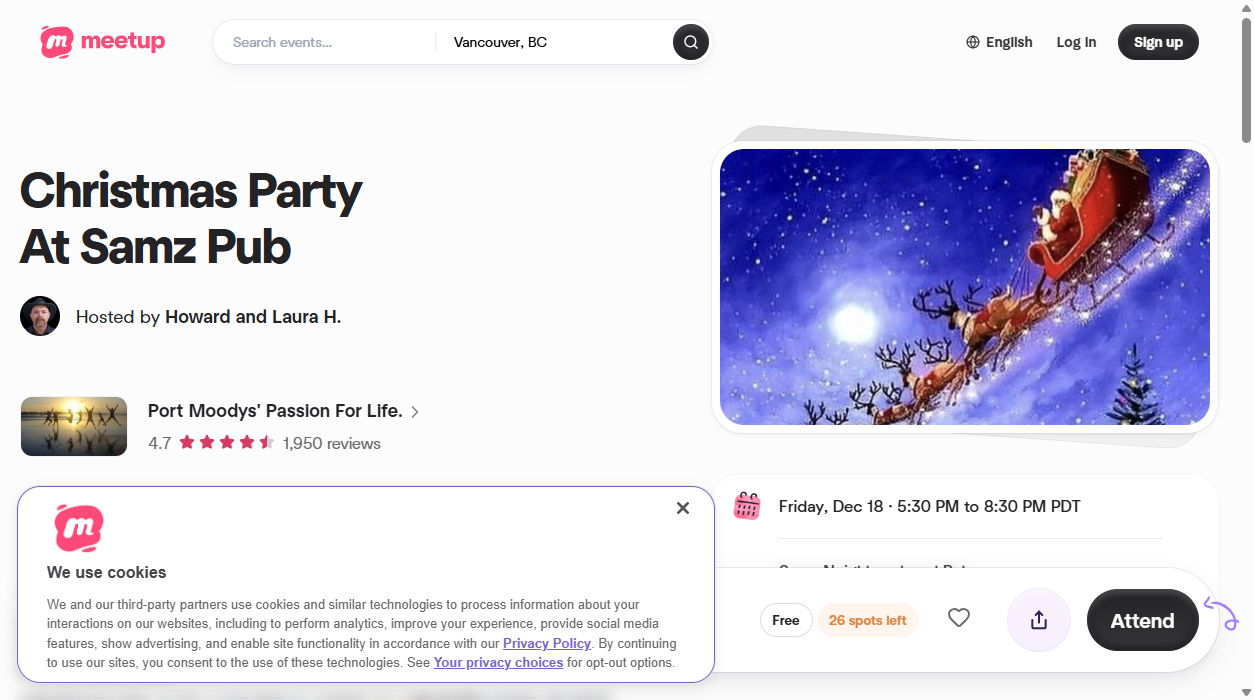 meetup
Search events...
Vancouver, BC
English
Log in
Sign up
Christmas Party
At Samz Pub
Hosted by Howard and Laura H.
Port Moodys' Passion For Life.
4.7
1,950 reviews
Friday, Dec 18 · 5:30 PM to 8:30 PM PDT
We use cookies
We and our third-party partners use cookies and similar technologies to process information about your
interactions on our websites, including to perform analytics, improve your experience, provide social media
features, show advertising, and enable site functionality in accordance with our Privacy Policy. By continuing
to use our sites, you consent to the use of these technologies. See Your privacy choices for opt-out options.
Free
26 spots left
Attend